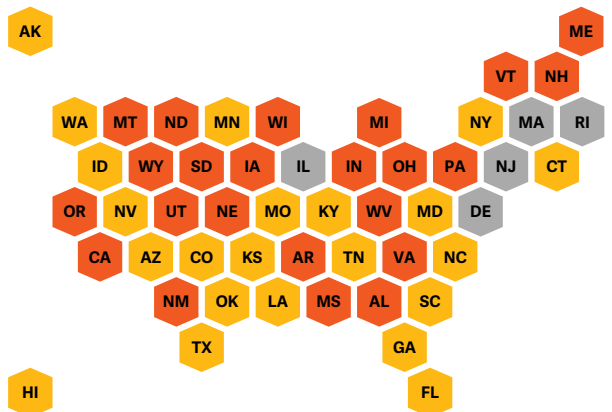 AK ME
VT NH
WA MT ND MN WI MI NY MA RI
ID WY SD IA IL IN OH PA NJ CT
OR NV UT NE MO KY WV MD DE
CA AZ CO KS AR TN VA NC
NM OK LA MS AL SC
TX GA
HI FL